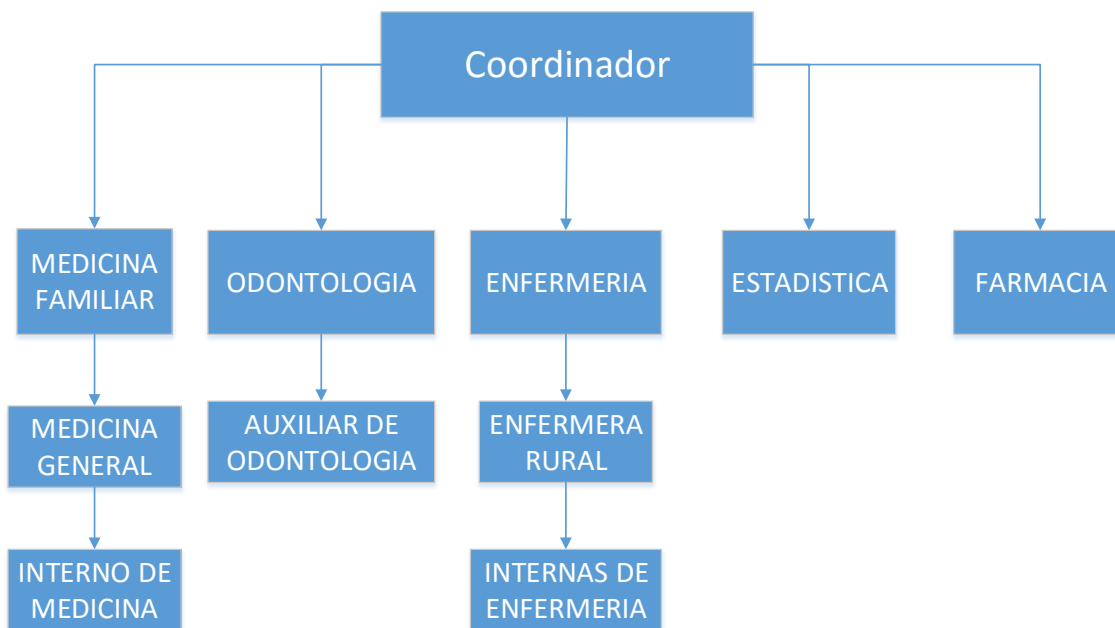 Coordinador
MEDICINA
FAMILIAR
ODONTOLOGIA
ENFERMERIA
ESTADISTICA
FARMACIA
MEDICINA
GENERAL
AUXILIAR DE
ODONTOLOGIA
ENFERMERA
RURAL
INTERNO DE
MEDICINA
INTERNAS DE
ENFERMERIA